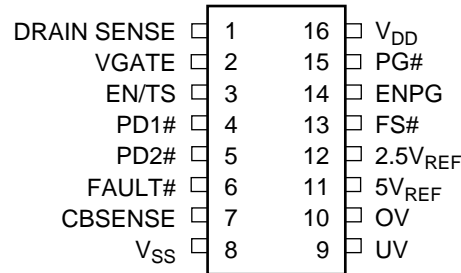 DRAIN SENSE 1 16 VDD
VGATE 2 15 PG#
EN/TS 3 14 ENPG
PD1# 4 13 FS#
PD2# 5 12 2.5VREF
FAULT# 6 11 5VREF
CBSENSE 7 10 OV
VSS 8 9 UV